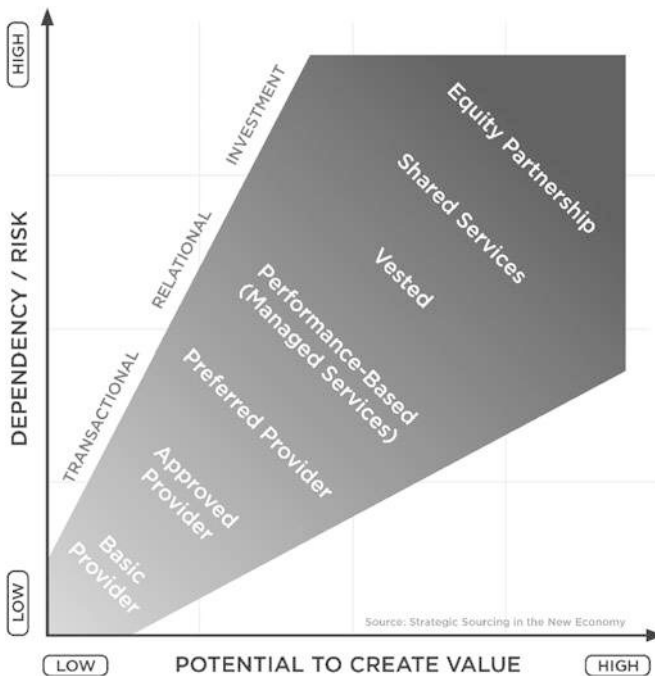 HIGH
DEPENDENCY / RISK
LOW
TRANSACTIONAL
RELATIONAL
INVESTMENT
Equity Partnership
Shared Services
Vested
Performance-Based
(Managed Services)
Preferred Provider
Approved
Provider
Basic
Provider
Source: Strategic Sourcing in the New Economy
LOW
POTENTIAL TO CREATE VALUE
HIGH